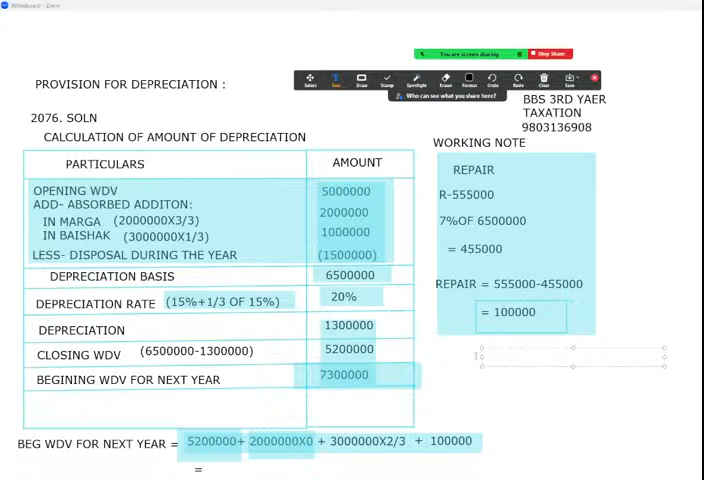 Whiteboard - Zoom
You are screen sharing Stop Share
PROVISION FOR DEPRECIATION :
Select Text Draw Stamp Spotlight Eraser Format Undo Redo Clear Save
Who can see what you share here?
BBS 3RD YAER
TAXATION
9803136908
2076. SOLN
CALCULATION OF AMOUNT OF DEPRECIATION
WORKING NOTE
PARTICULARS AMOUNT
OPENING WDV 5000000
ADD- ABSORBED ADDITON:
IN MARGA (2000000X3/3) 2000000
IN BAISHAK (3000000X1/3) 1000000
LESS- DISPOSAL DURING THE YEAR (1500000)
DEPRECIATION BASIS 6500000
DEPRECIATION RATE (15%+1/3 OF 15%) 20%
DEPRECIATION 1300000
CLOSING WDV (6500000-1300000) 5200000
BEGINING WDV FOR NEXT YEAR 7300000
REPAIR
R-555000
7%OF 6500000
= 455000
REPAIR = 555000-455000
= 100000
BEG WDV FOR NEXT YEAR = 5200000+ 2000000X0 + 3000000X2/3 + 100000
=